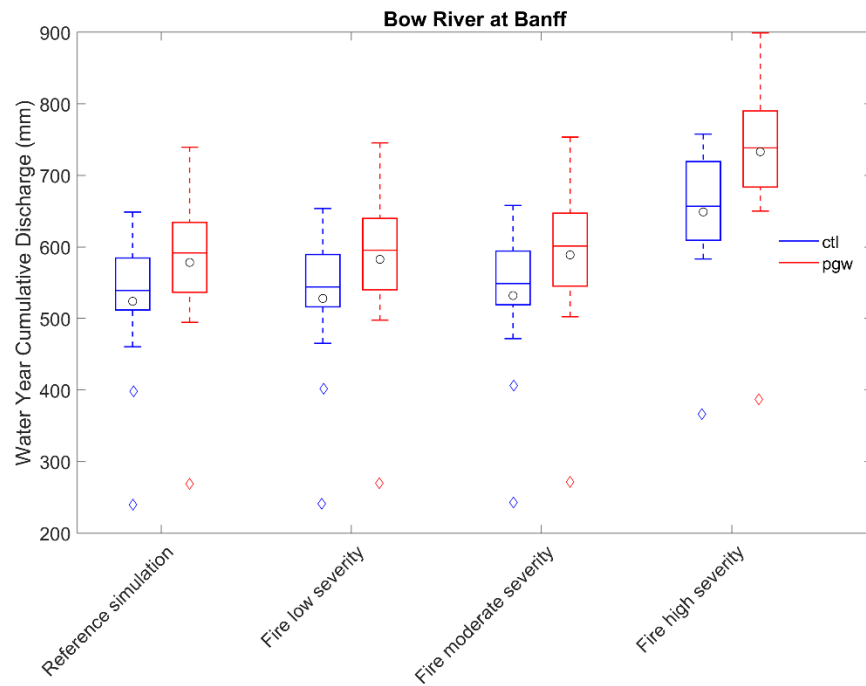 Bow River at Banff
Water Year Cumulative Discharge (mm)
900
800
700
600
500
400
300
200
ctl
pgw
Reference simulation
Fire low severity
Fire moderate severity
Fire high severity